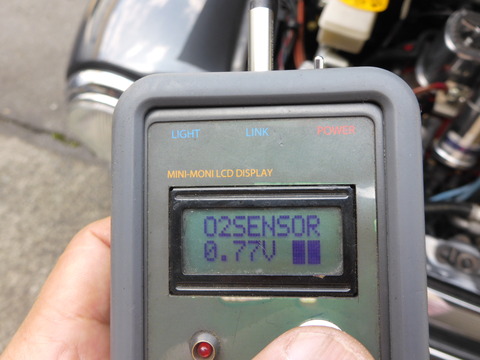 LIGHT LINK POWER
MINI-MONI LCD DISPLAY
O2SENSOR
0.77V